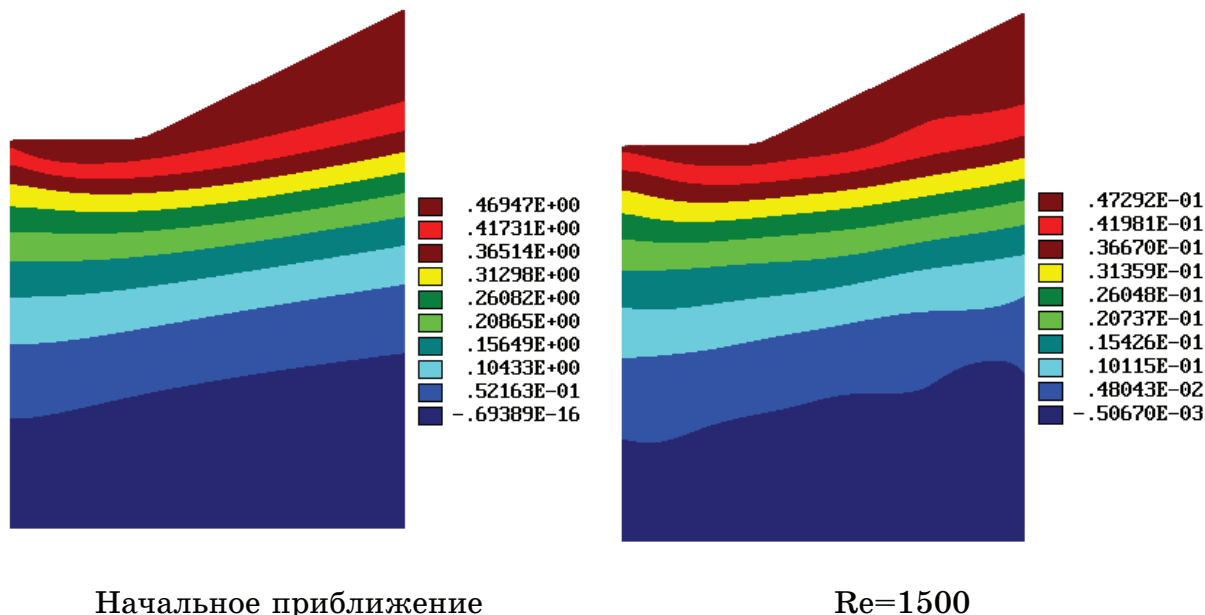 .46947E+00
.41731E+00
.36514E+00
.31298E+00
.26082E+00
.20865E+00
.15649E+00
.10433E+00
.52163E-01
-.69389E-16
.47292E-01
.41981E-01
.36670E-01
.31359E-01
.26048E-01
.20737E-01
.15426E-01
.10115E-01
.48043E-02
-.50670E-03
Начальное приближение
Re=1500